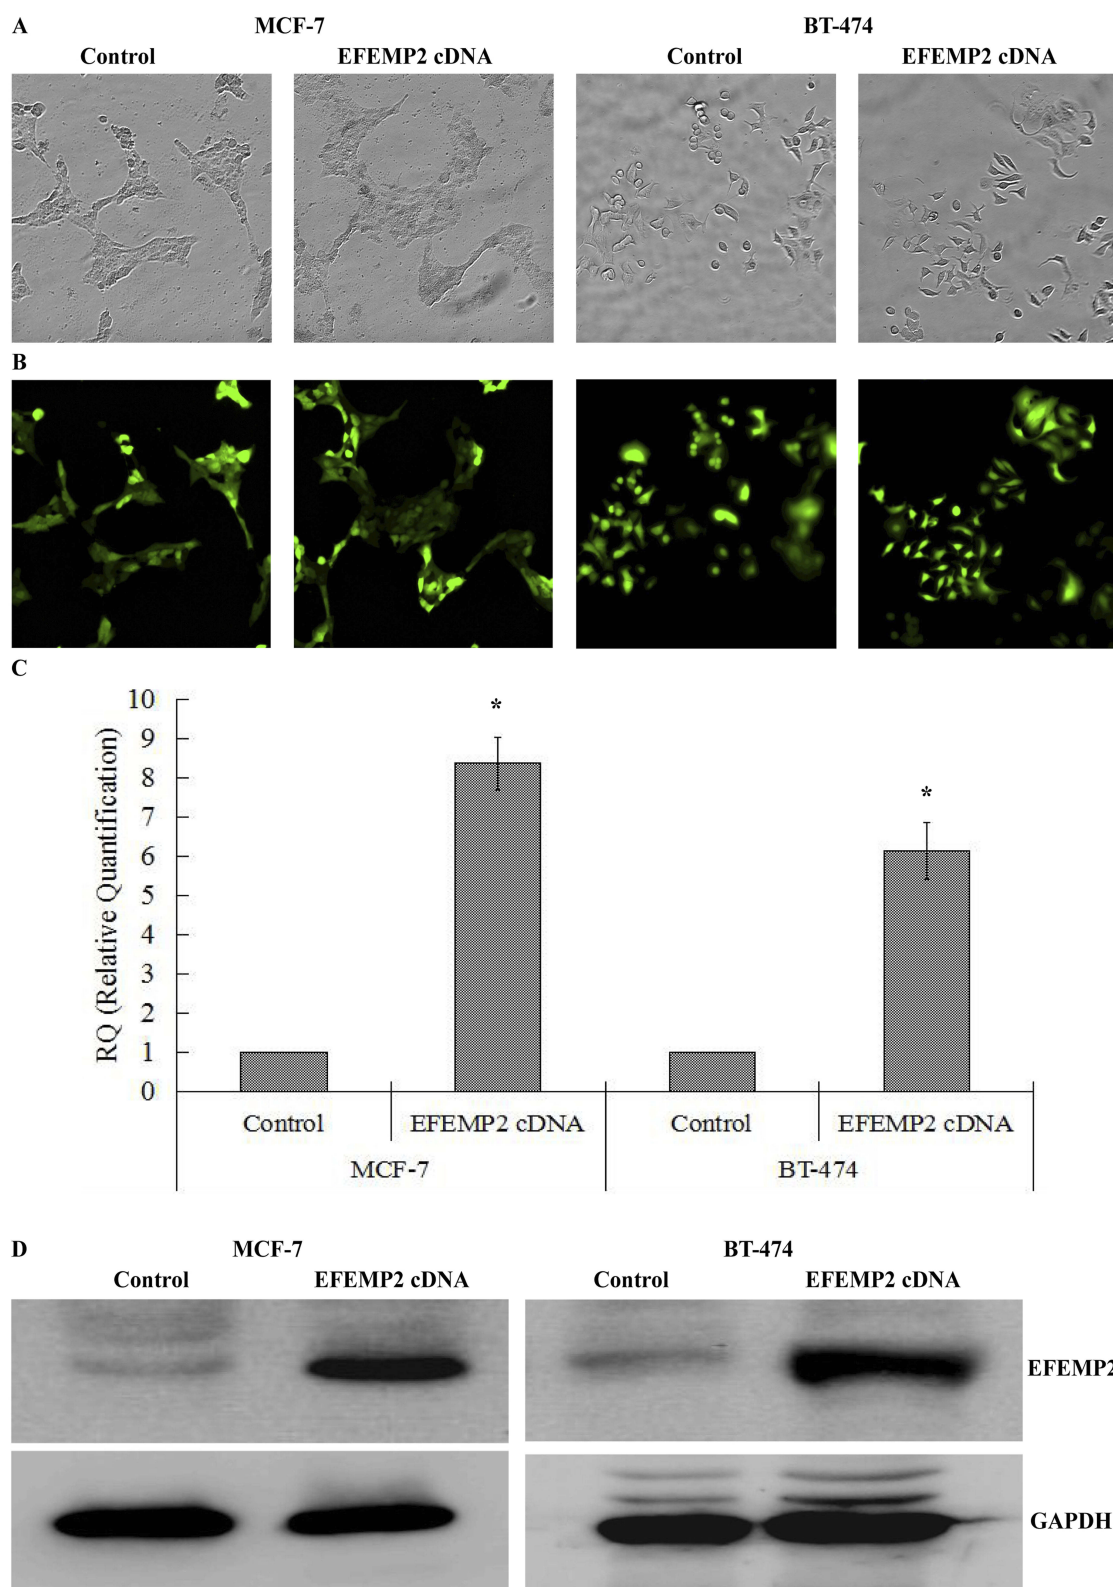 A MCF-7 BT-474
Control EFEMP2 cDNA Control EFEMP2 cDNA
B
C
10
9
8
7
6
5
4
3
2
1
0
RQ (Relative Quantification)
* *
Control EFEMP2 cDNA Control EFEMP2 cDNA
MCF-7 BT-474
D MCF-7 BT-474
Control EFEMP2 cDNA Control EFEMP2 cDNA
EFEMP2
GAPDH